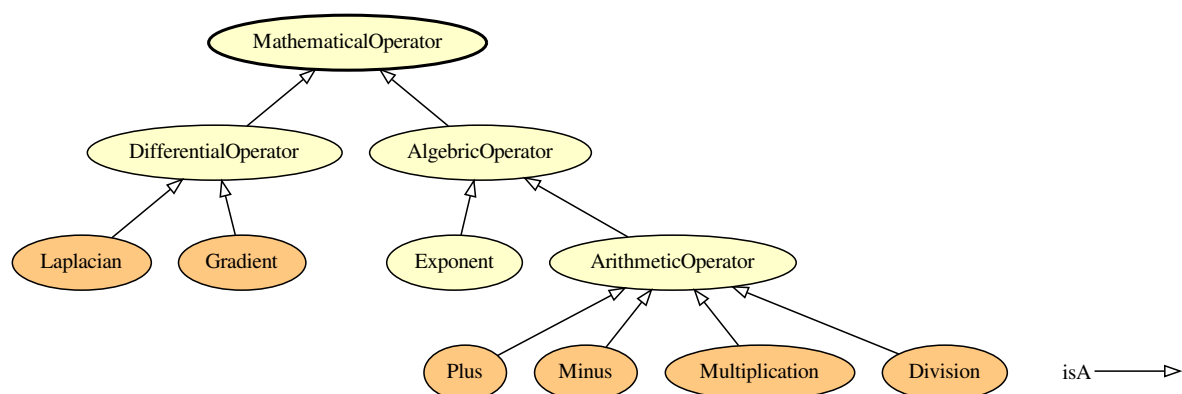 MathematicalOperator
DifferentialOperator
AlgebricOperator
Laplacian
Gradient
Exponent
ArithmeticOperator
Plus
Minus
Multiplication
Division
isA